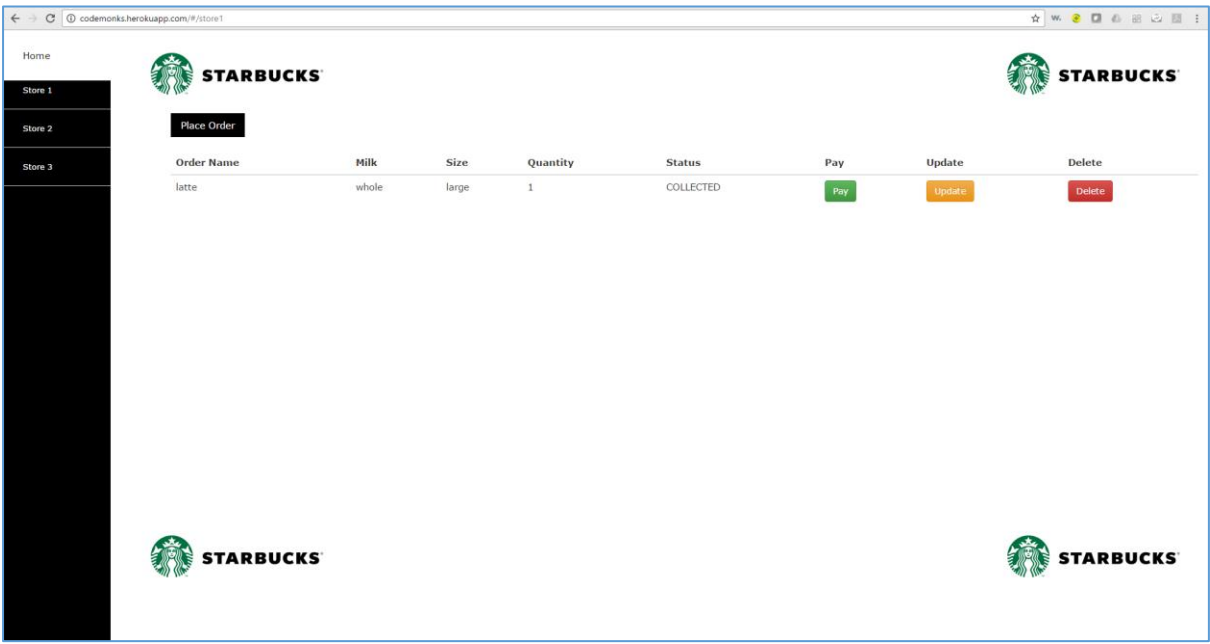 codemonks.herokuapp.com/#/store1
Home
STARBUCKS
STARBUCKS
Store 1
Store 2
Store 3
Place Order
Order Name Milk Size Quantity Status Pay Update Delete
latte whole large 1 COLLECTED Pay Update Delete
STARBUCKS
STARBUCKS